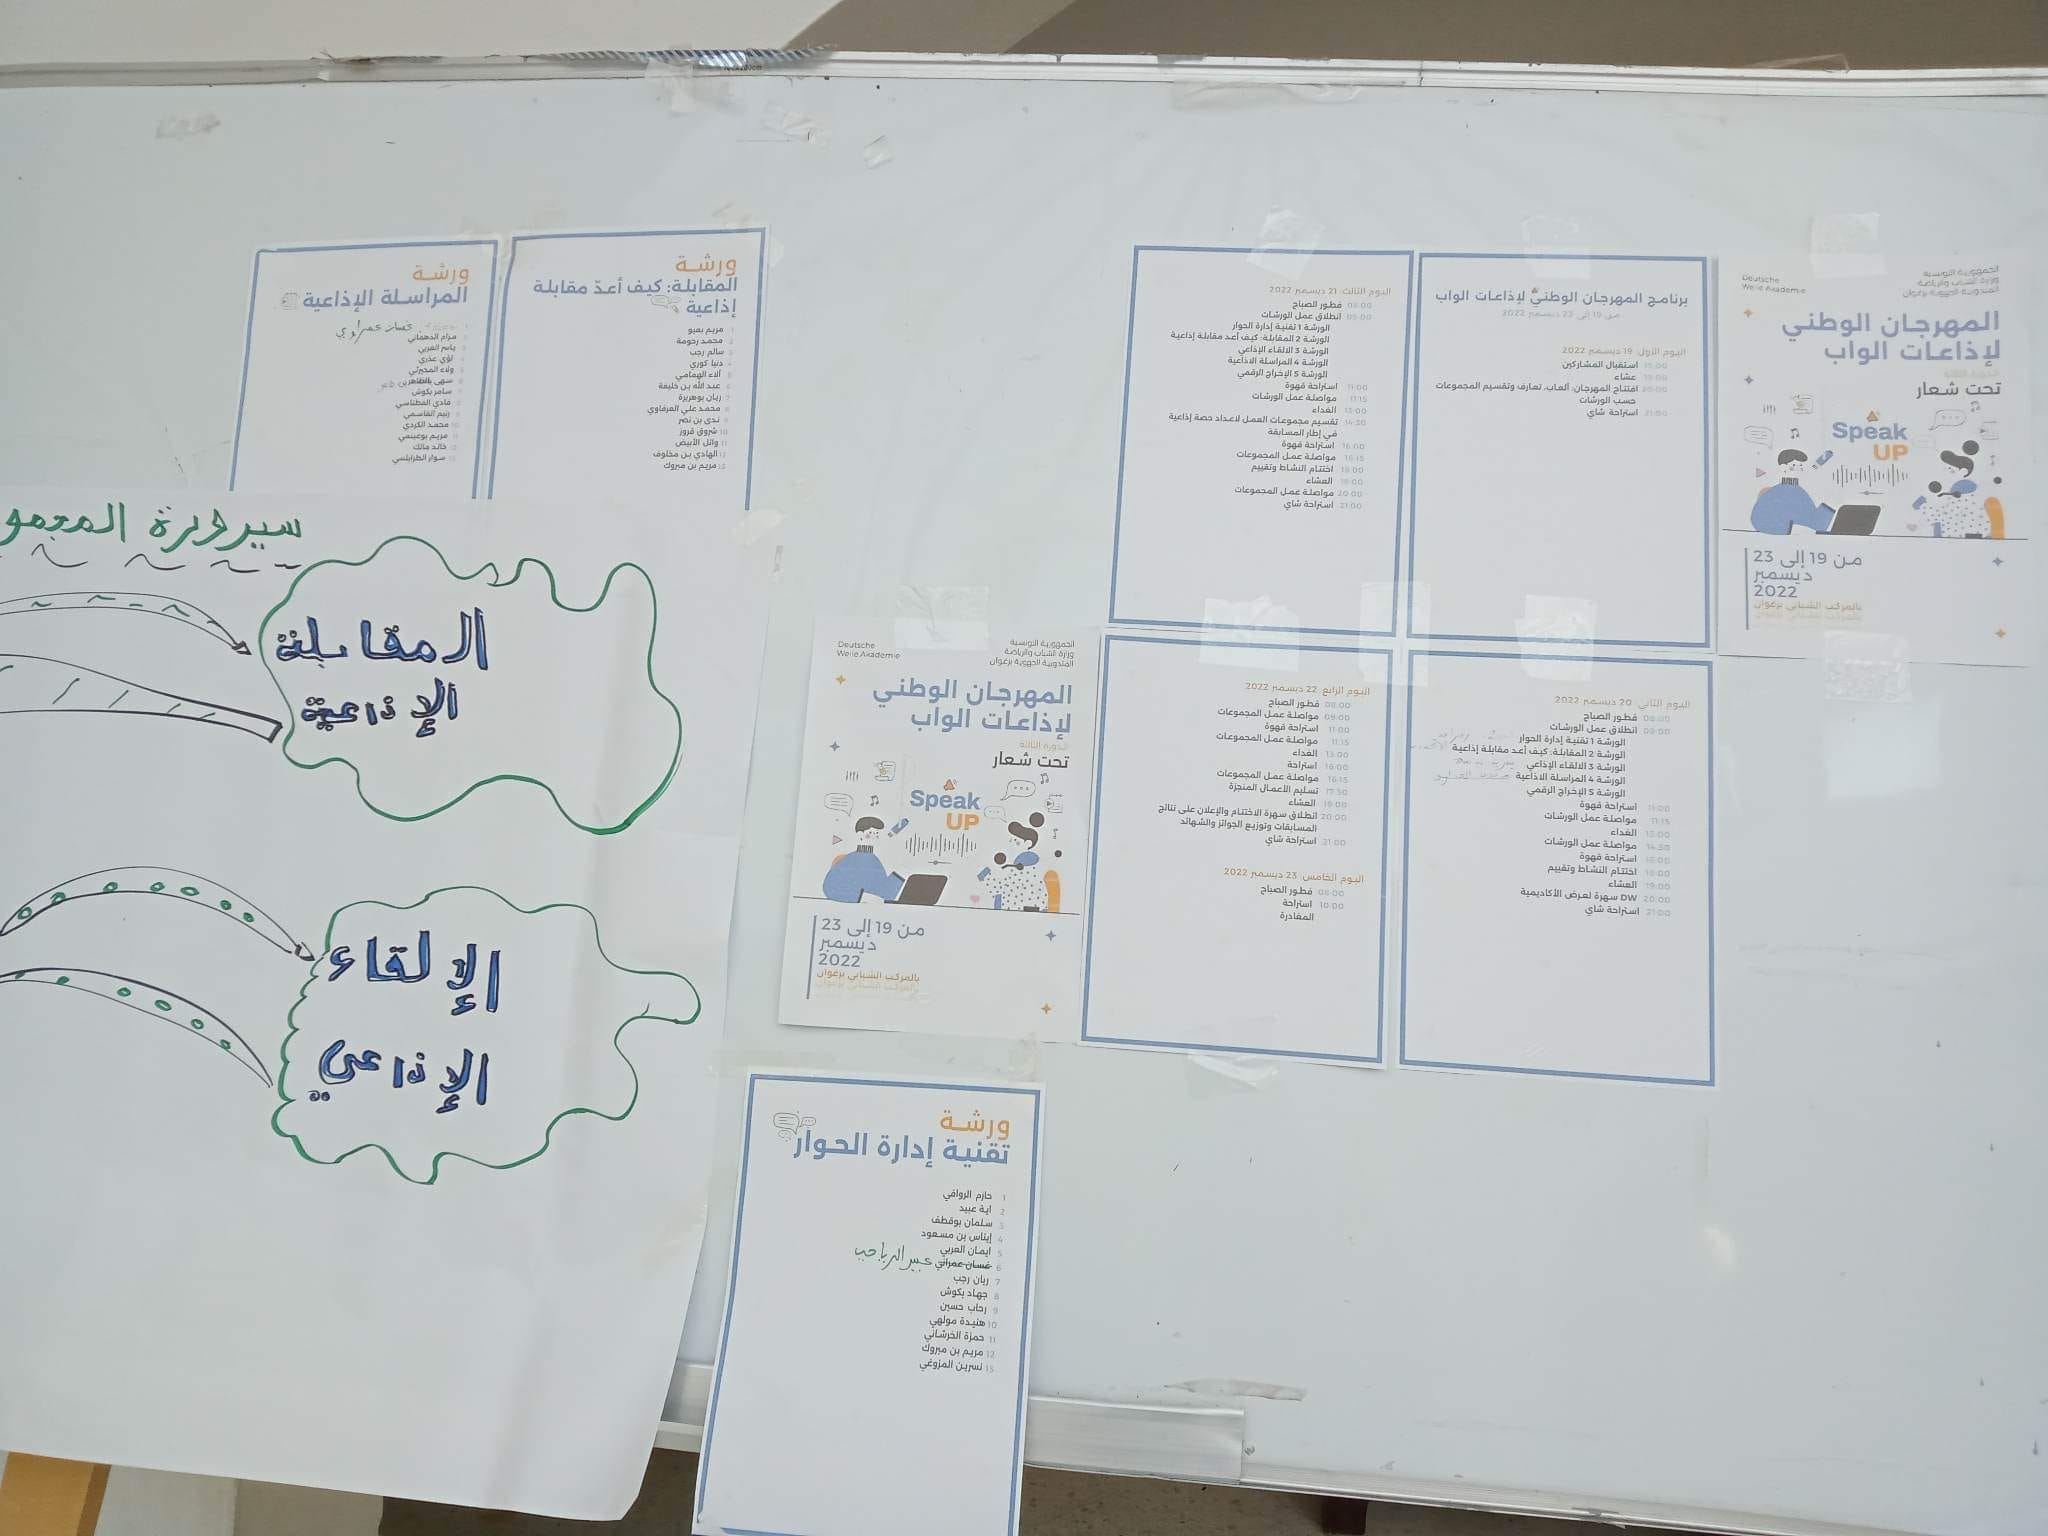 ورشة
المراسلة الإذاعية
مرام الدهماني
ياسر العربي
لؤي عذري
ولاء المحيرثي
سامر بكوش
فادي الغطناسي
رنيم القاسمي
محمد الكردي
مريم بوعينمي
خالد مالك
سوار الطرابلسي
ورشة
المقابلة: كيف أعدّ مقابلة
إذاعية
1 مريم بعيو
2 محمد رحومة
3 سالم رجب
4 دنيا كوري
5 ألاء الهمامي
6 عبد الله بن خليفة
7 ريان بوهريرة
8 محمد علي العرفاوي
9 ندى بن نصر
10 شروق قروز
11 وائل الأبيض
12 الهادي بن مخلوف
13 مريم بن مبروك
اليوم الثالث: 21 ديسمبر 2022
08:00 فطور الصباح
09:00 انطلاق عمل الورشات
الورشة 1 تقنية إدارة الحوار
الورشة 2 المقابلة: كيف أعد مقابلة إذاعية
الورشة 3 الالقاء الإذاعي
الورشة 4 المراسلة الاذاعية
الورشة 5 الإخراج الرقمي
11:00 استراحة قهوة
11:15 مواصلة عمل الورشات
13:00 الغداء
14:30 تقسيم مجموعات العمل لاعداد حصة إذاعية
في إطار المسابقة
16:00 استراحة قهوة
16:15 مواصلة عمل المجموعات
18:00 اختتام النشاط وتقييم
19:00 العشاء
20:00 مواصلة عمل المجموعات
21:00 استراحة شاي
برنامج المهرجان الوطني لإذاعات الواب
من 19 إلى 23 ديسمبر 2022
اليوم الأول: 19 ديسمبر 2022
استقبال المشاركين
عشاء
20:00 افتتاح المهرجان: ألعاب، تعارف وتقسيم المجموعات
حسب الورشات
21:00 استراحة شاي
Deutsche
Welle Akademie
الجمهورية التونسية
وزارة الشباب والرياضة
المندوبية الجهوية بزغوان
المهرجان الوطني
لإذاعات الواب
الدورة الثالثة
تحت شعار
Speak
UP
من 19 إلى 23
ديسمبر
2022
بالمركب الشبابي بزغوان
سيرورة المجمو
المقابلة
الإذاعية
الإلقاء
الإذاعي
Deutsche
Welle Akademie
الجمهورية التونسية
وزارة الشباب والرياضة
المندوبية الجهوية بزغوان
المهرجان الوطني
لإذاعات الواب
الدورة الثالثة
تحت شعار
Speak
UP
من 19 إلى 23
ديسمبر
2022
بالمركب الشبابي بزغوان
اليوم الرابع: 22 ديسمبر 2022
08:00 فطور الصباح
09:00 مواصلة عمل المجموعات
11:00 استراحة قهوة
11:15 مواصلة عمل المجموعات
13:00 الغداء
16:00 استراحة
16:15 مواصلة عمل المجموعات
17:30 تسليم الأعمال المنجزة
19:00 العشاء
20:00 انطلاق سهرة الاختتام والإعلان على نتائج
المسابقات وتوزيع الجوائز والشهائد
21:00 استراحة شاي
اليوم الخامس: 23 ديسمبر 2022
08:00 فطور الصباح
10:00 استراحة
المغادرة
اليوم الثاني: 20 ديسمبر 2022
08:00 فطور الصباح
09:00 انطلاق عمل الورشات
الورشة 1 تقنية إدارة الحوار
الورشة 2 المقابلة: كيف أعد مقابلة إذاعية
الورشة 3 الالقاء الإذاعي
الورشة 4 المراسلة الاذاعية
الورشة 5 الإخراج الرقمي
11:00 استراحة قهوة
11:15 مواصلة عمل الورشات
13:00 الغداء
14:30 مواصلة عمل الورشات
16:00 استراحة قهوة
18:00 اختتام النشاط وتقييم
19:00 العشاء
20:00 سهرة لعرض الأكاديمية DW
21:00 استراحة شاي
ورشة
تقنية إدارة الحوار
1 حازم الروافي
2 اية عبيد
3 سلمان بوقطف
4 إيناس بن مسعود
5 ايمان العربي
6 غسان عمراني عبير الرياحي
7 ريان رجب
8 جهاد بكوش
9 رحاب حسين
10 هنيدة مولهي
11 حمزة الخرشاني
12 مريم بن مبروك
13 نسرين المزوغي